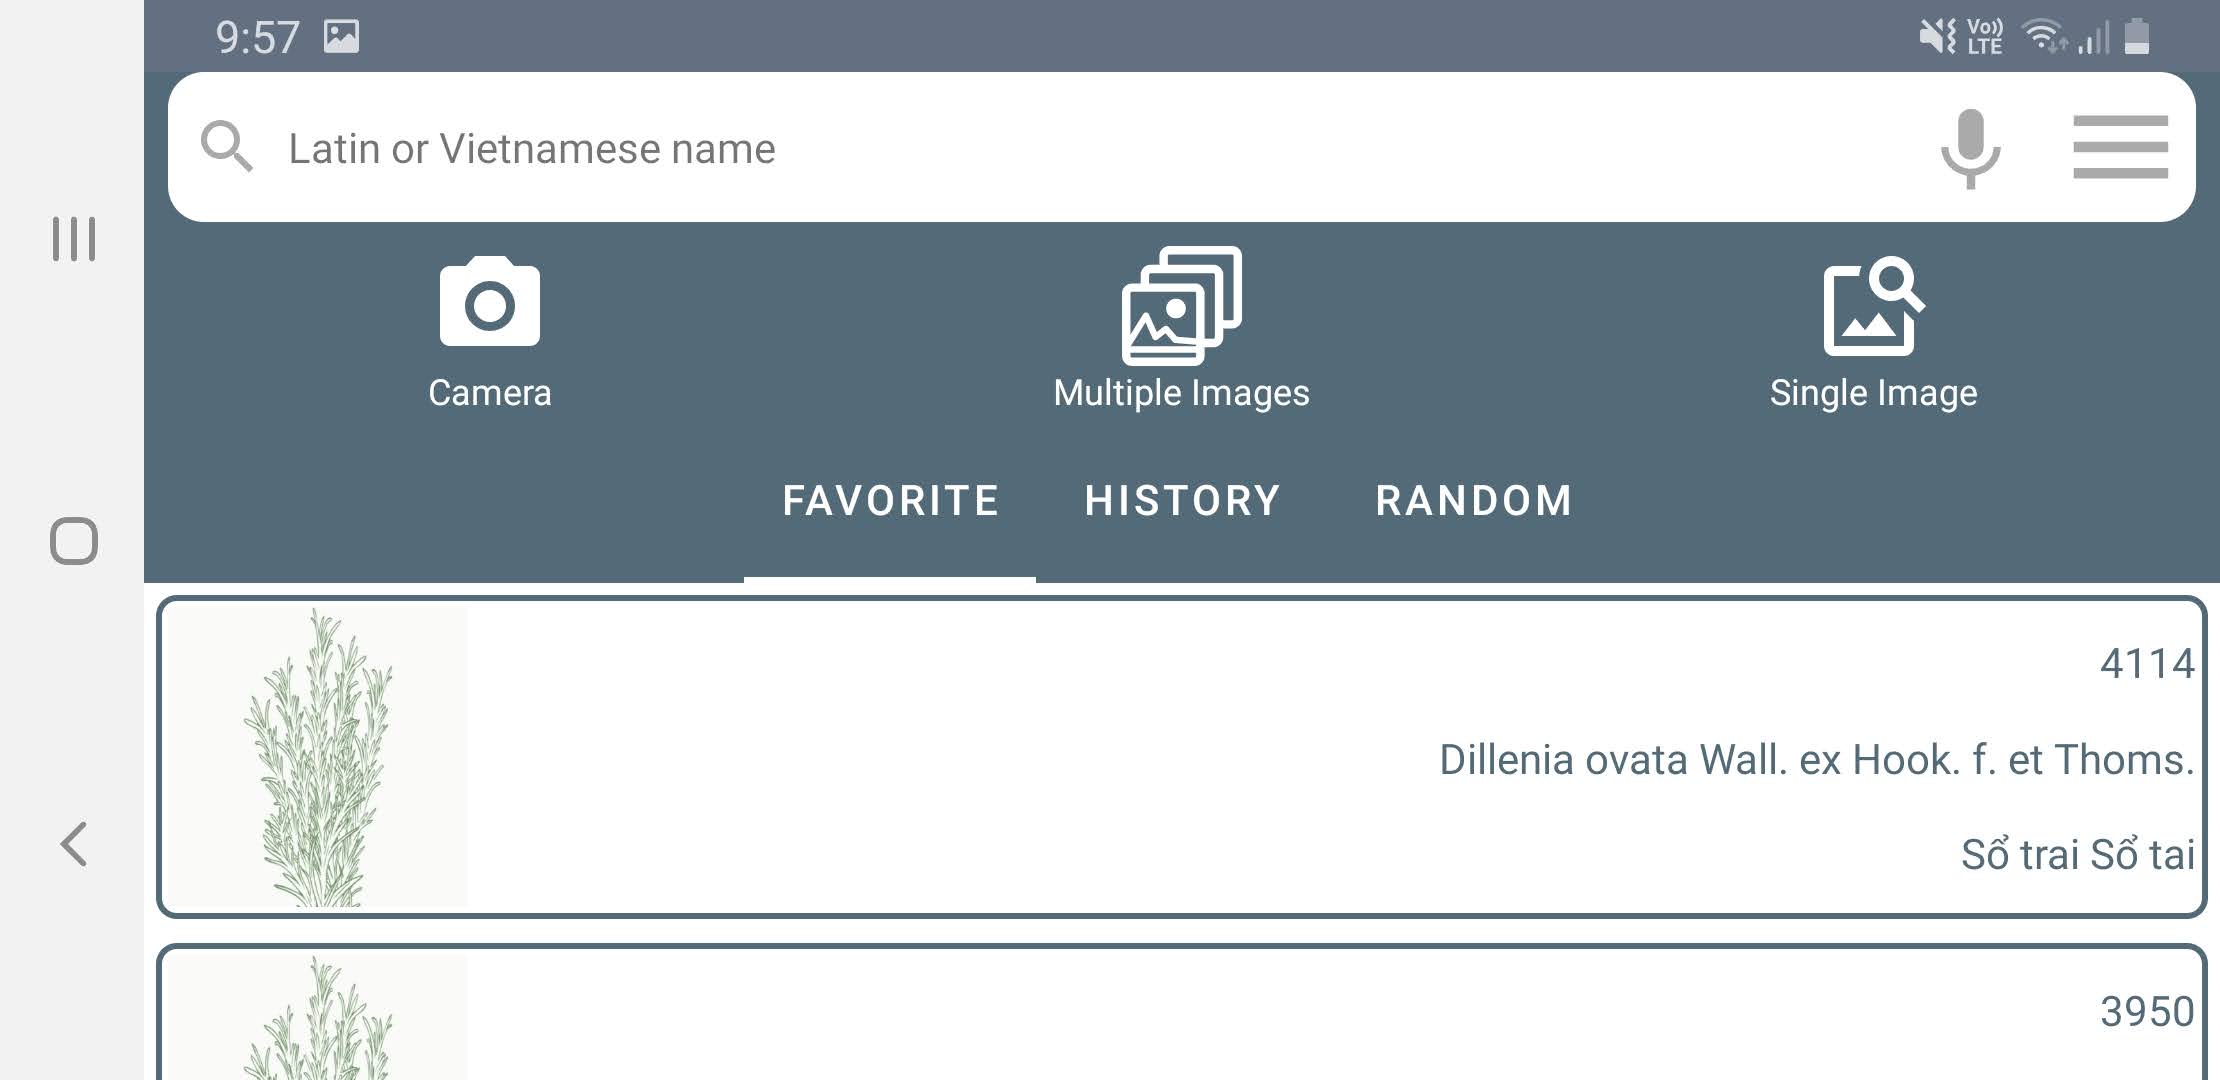 9:57
Vo)) LTE
Latin or Vietnamese name
Camera
Multiple Images
Single Image
FAVORITE
HISTORY
RANDOM
4114
Dillenia ovata Wall. ex Hook. f. et Thoms.
Sổ trai Sổ tai
3950